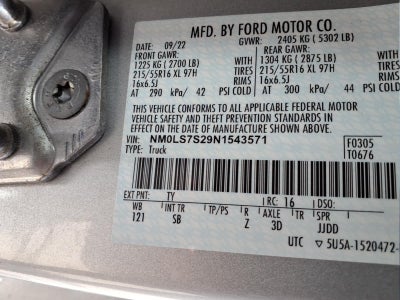 MFD. BY FORD MOTOR CO.
DATE: 09/22 GVWR: 2405 KG ( 5302 LB)
FRONT GAWR: REAR GAWR:
1225 KG ( 2700 LB) WITH 1304 KG ( 2875 LB) WITH
215/55R16 XL 97H TIRES 215/55R16 XL 97H TIRES
16x6.5J RIMS 16x6.5J RIMS
AT 290 kPa/ 42 PSI COLD AT 300 kPa/ 44 PSI COLD
THIS VEHICLE CONFORMS TO ALL APPLICABLE FEDERAL MOTOR
VEHICLE SAFETY AND THEFT PREVENTION STANDARDS
IN EFFECT ON THE DATE OF MANUFACTURE SHOWN ABOVE.
VIN: NM0LS7S29N1543571 F0305
TYPE: Truck T0676
EXT PNT: TY RC: 16 DSO:
WB INT TR TP/PS R AXLE TR SPR
121 SB Z 3D JJDD
UTC ▽ 5U5A-1520472-